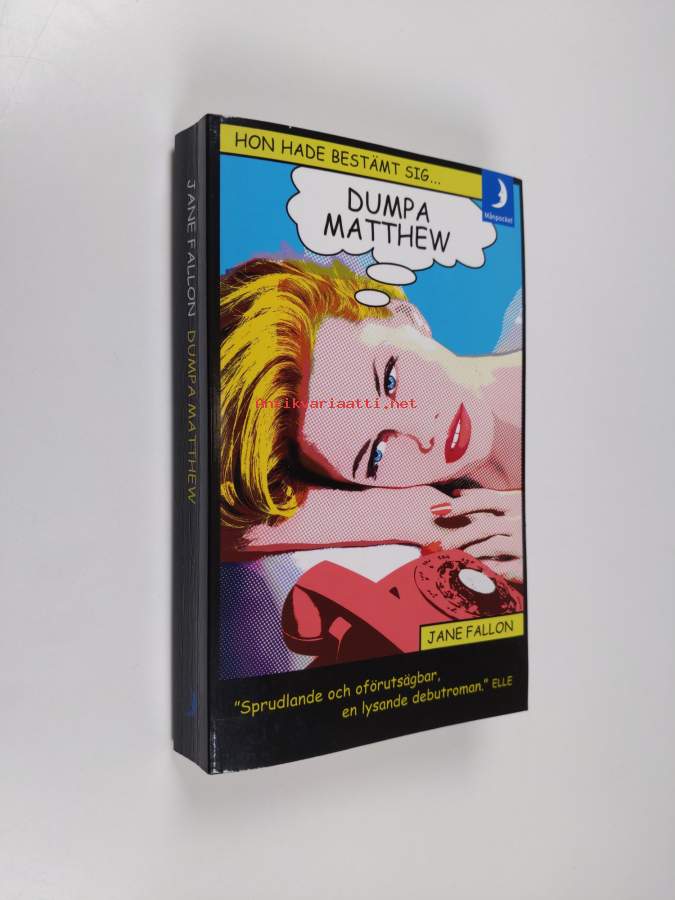 HON HADE BESTÄMT SIG...
DUMPA
MATTHEW
Månpocket
JANE FALLON DUMPA MATTHEW
Antikvariaatti.net
JANE FALLON
"Sprudlande och oförutsägbar,
en lysande debutroman." ELLE